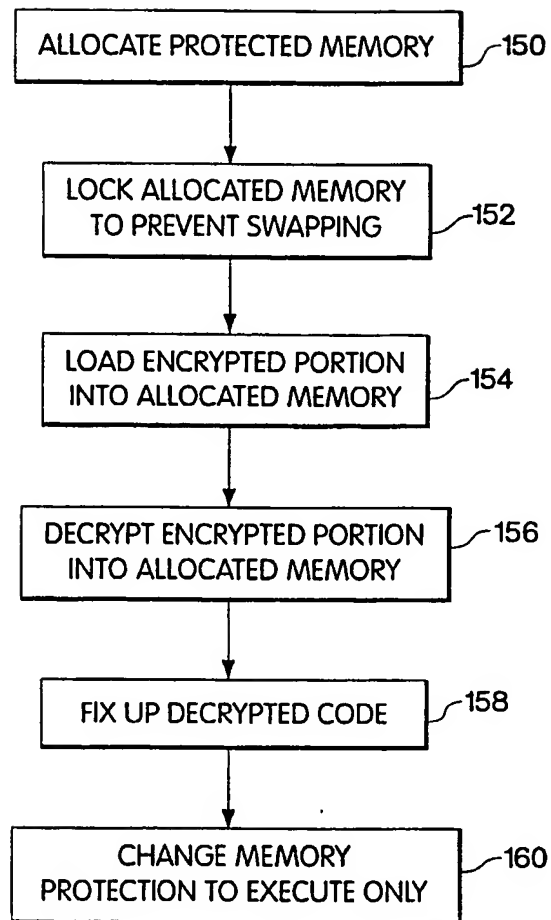 ALLOCATE PROTECTED MEMORY 150
LOCK ALLOCATED MEMORY
TO PREVENT SWAPPING 152
LOAD ENCRYPTED PORTION
INTO ALLOCATED MEMORY 154
DECRYPT ENCRYPTED PORTION
INTO ALLOCATED MEMORY 156
FIX UP DECRYPTED CODE 158
CHANGE MEMORY
PROTECTION TO EXECUTE ONLY 160